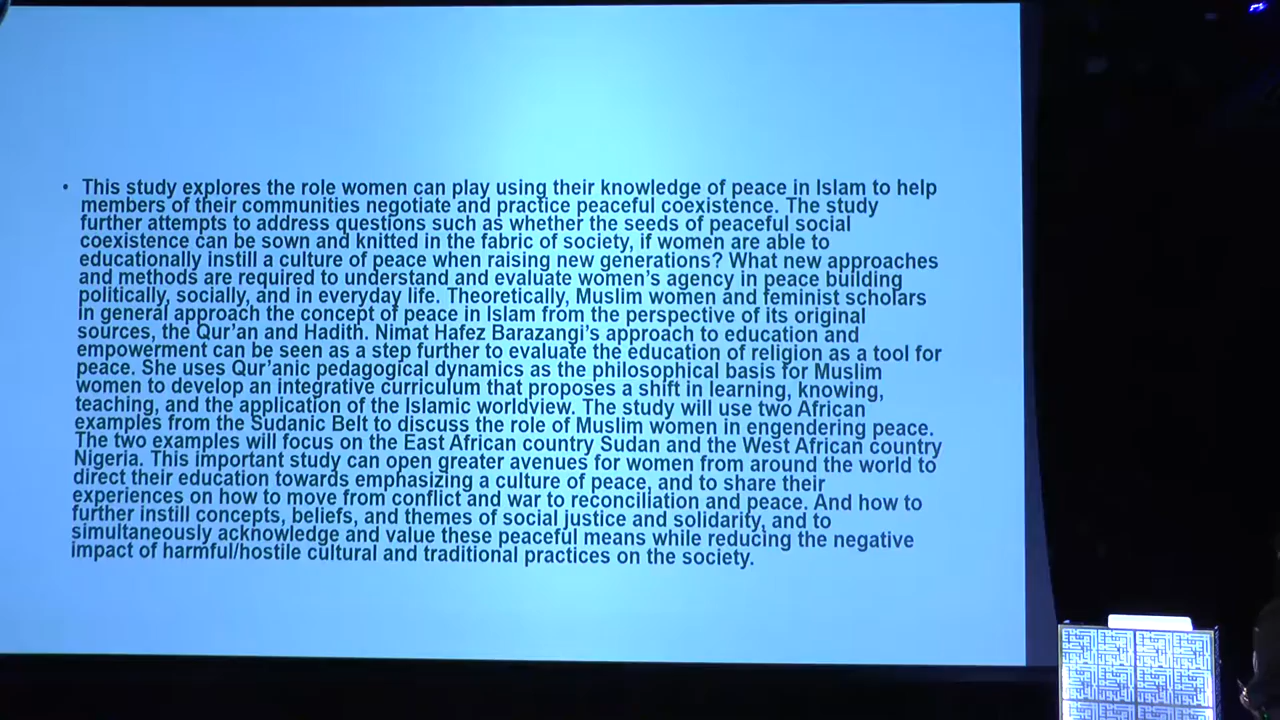 • This study explores the role women can play using their knowledge of peace in Islam to help
members of their communities negotiate and practice peaceful coexistence. The study
further attempts to address questions such as whether the seeds of peaceful social
coexistence can be sown and knitted in the fabric of society, if women are able to
educationally instill a culture of peace when raising new generations? What new approaches
and methods are required to understand and evaluate women's agency in peace building
politically, socially, and in everyday life. Theoretically, Muslim women and feminist scholars
in general approach the concept of peace in Islam from the perspective of its original
sources, the Qur'an and Hadith. Nimat Hafez Barazangi's approach to education and
empowerment can be seen as a step further to evaluate the education of religion as a tool for
peace. She uses Qur'anic pedagogical dynamics as the philosophical basis for Muslim
women to develop an integrative curriculum that proposes a shift in learning, knowing,
teaching, and the application of the Islamic worldview. The study will use two African
examples from the Sudanic Belt to discuss the role of Muslim women in engendering peace.
The two examples will focus on the East African country Sudan and the West African country
Nigeria. This important study can open greater avenues for women from around the world to
direct their education towards emphasizing a culture of peace, and to share their
experiences on how to move from conflict and war to reconciliation and peace. And how to
further instill concepts, beliefs, and themes of social justice and solidarity, and to
simultaneously acknowledge and value these peaceful means while reducing the negative
impact of harmful/hostile cultural and traditional practices on the society.